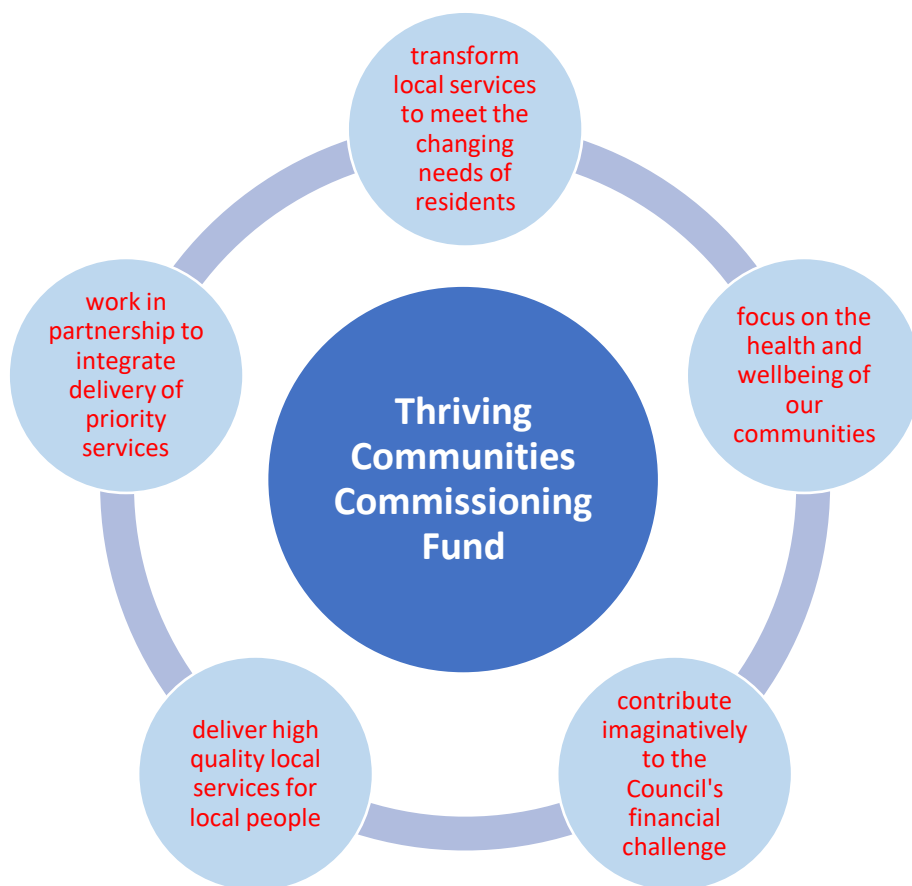 transform
local services
to meet the
changing
needs of
residents
focus on the
health and
wellbeing of
our
communities
contribute
imaginatively
to the
Council's
financial
challenge
deliver high
quality local
services for
local people
work in
partnership to
integrate
delivery of
priority
services
Thriving
Communities
Commissioning
Fund